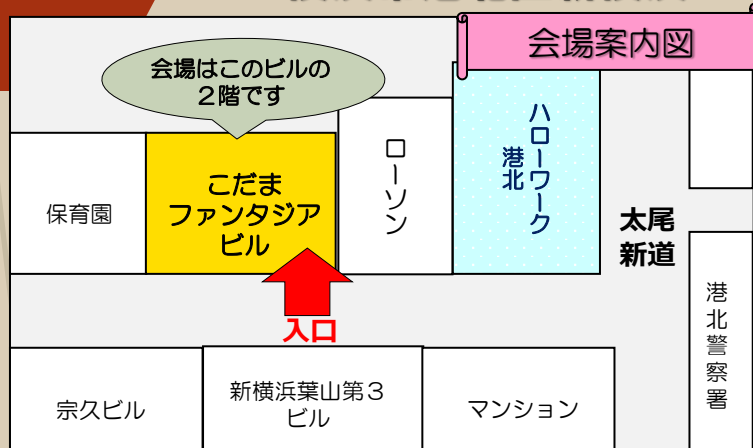 会場案内図
会場はこのビルの
２階です
保育園
こだま
ファンタジア
ビル
ローソン
ハローワーク
港北
太尾
新道
入口
港北警察署
宗久ビル
新横浜葉山第３
ビル
マンション